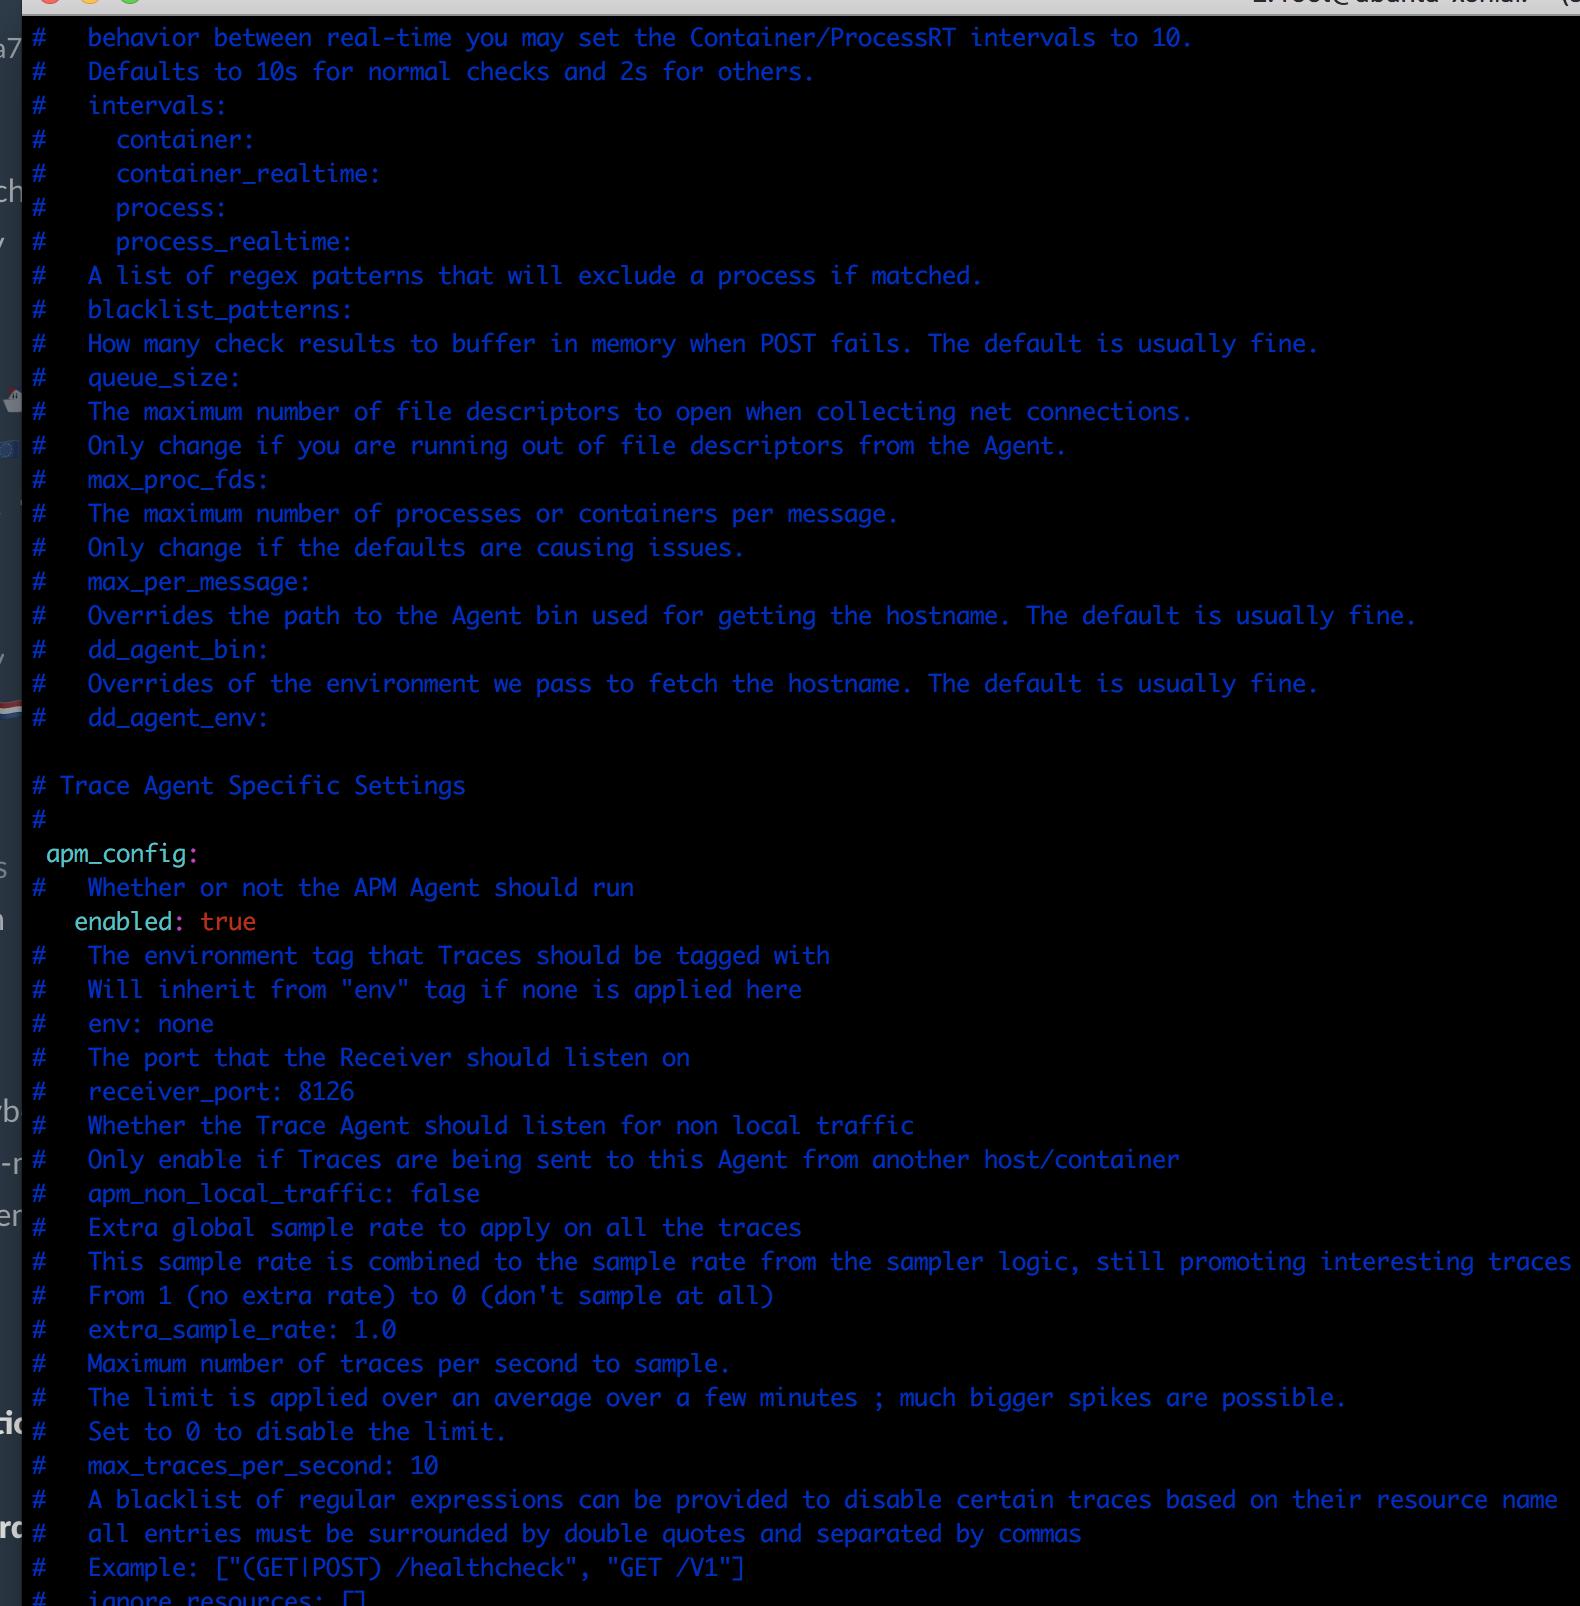 #   behavior between real-time you may set the Container/ProcessRT intervals to 10.
#   Defaults to 10s for normal checks and 2s for others.
#   intervals:
#     container:
#     container_realtime:
#     process:
#     process_realtime:
#   A list of regex patterns that will exclude a process if matched.
#   blacklist_patterns:
#   How many check results to buffer in memory when POST fails. The default is usually fine.
#   queue_size:
#   The maximum number of file descriptors to open when collecting net connections.
#   Only change if you are running out of file descriptors from the Agent.
#   max_proc_fds:
#   The maximum number of processes or containers per message.
#   Only change if the defaults are causing issues.
#   max_per_message:
#   Overrides the path to the Agent bin used for getting the hostname. The default is usually fine.
#   dd_agent_bin:
#   Overrides of the environment we pass to fetch the hostname. The default is usually fine.
#   dd_agent_env:

# Trace Agent Specific Settings
#
 apm_config:
#   Whether or not the APM Agent should run
   enabled: true
#   The environment tag that Traces should be tagged with
#   Will inherit from "env" tag if none is applied here
#   env: none
#   The port that the Receiver should listen on
#   receiver_port: 8126
#   Whether the Trace Agent should listen for non local traffic
#   Only enable if Traces are being sent to this Agent from another host/container
#   apm_non_local_traffic: false
#   Extra global sample rate to apply on all the traces
#   This sample rate is combined to the sample rate from the sampler logic, still promoting interesting traces
#   From 1 (no extra rate) to 0 (don't sample at all)
#   extra_sample_rate: 1.0
#   Maximum number of traces per second to sample.
#   The limit is applied over an average over a few minutes ; much bigger spikes are possible.
#   Set to 0 to disable the limit.
#   max_traces_per_second: 10
#   A blacklist of regular expressions can be provided to disable certain traces based on their resource name
#   all entries must be surrounded by double quotes and separated by commas
#   Example: ["(GET|POST) /healthcheck", "GET /V1"]
#   ignore_resources: []